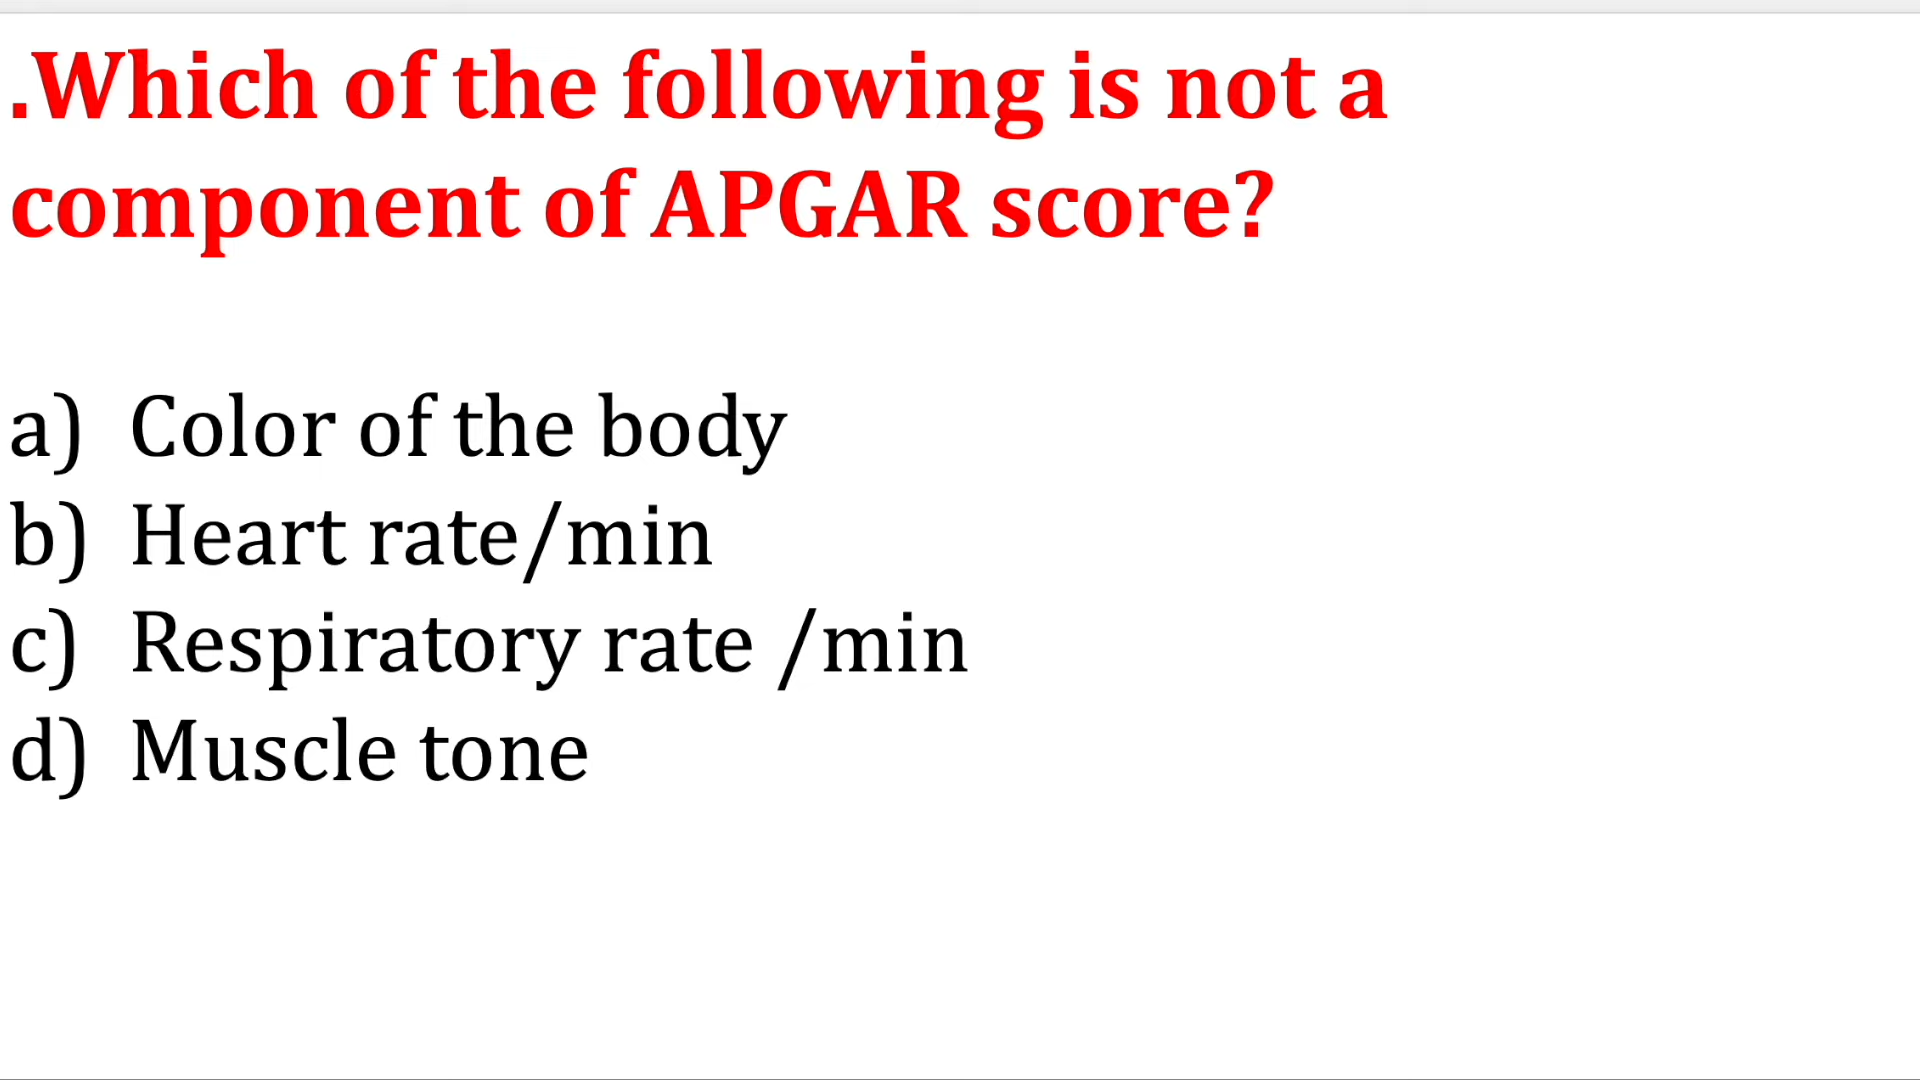 .Which of the following is not a
component of APGAR score?
a) Color of the body
b) Heart rate/min
c) Respiratory rate /min
d) Muscle tone